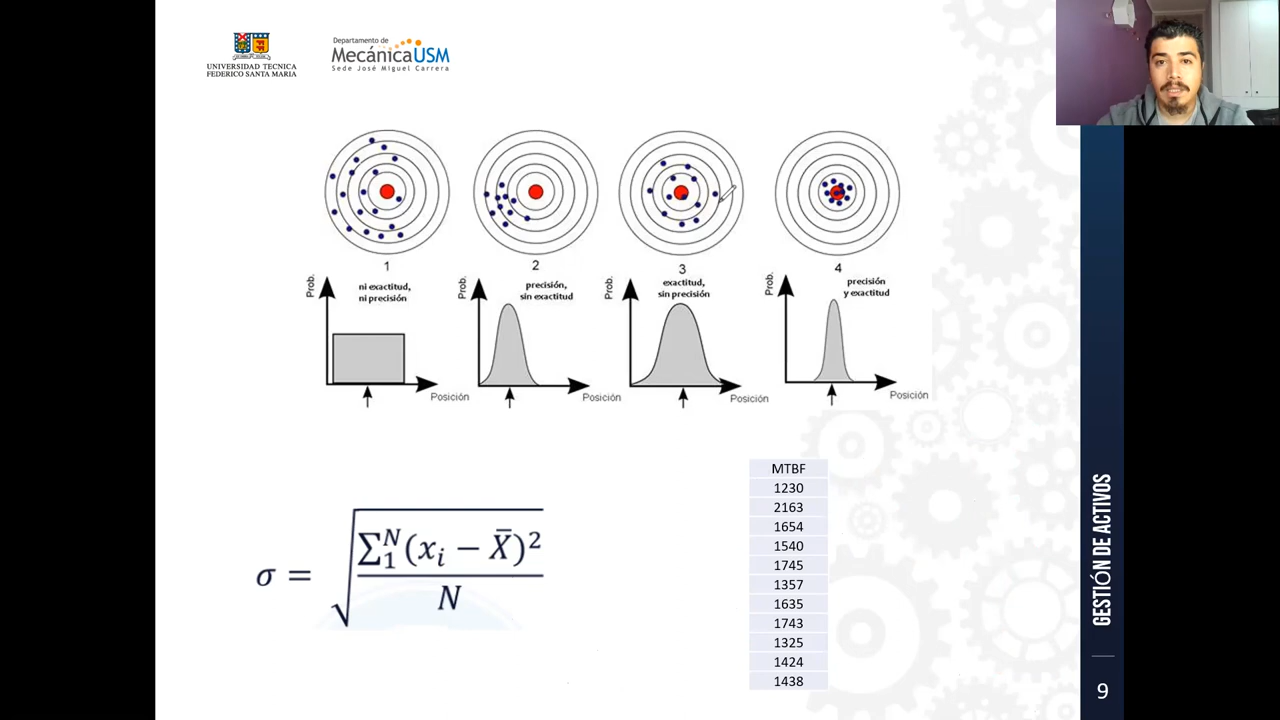 UNIVERSIDAD TECNICA
FEDERICO SANTA MARIA
Departamento de
MecánicaUSM
Sede José Miguel Carrera
1
2
3
4
Prob.
ni exactitud,
ni precisión
Posición
Prob.
precisión,
sin exactitud
Posición
Prob.
exactitud,
sin precisión
Posición
Prob.
precisión
y exactitud
Posición
σ = √(∑₁ᴺ(xᵢ − X̄)² / N)
MTBF
1230
2163
1654
1540
1745
1357
1635
1743
1325
1424
1438
GESTIÓN DE ACTIVOS
9